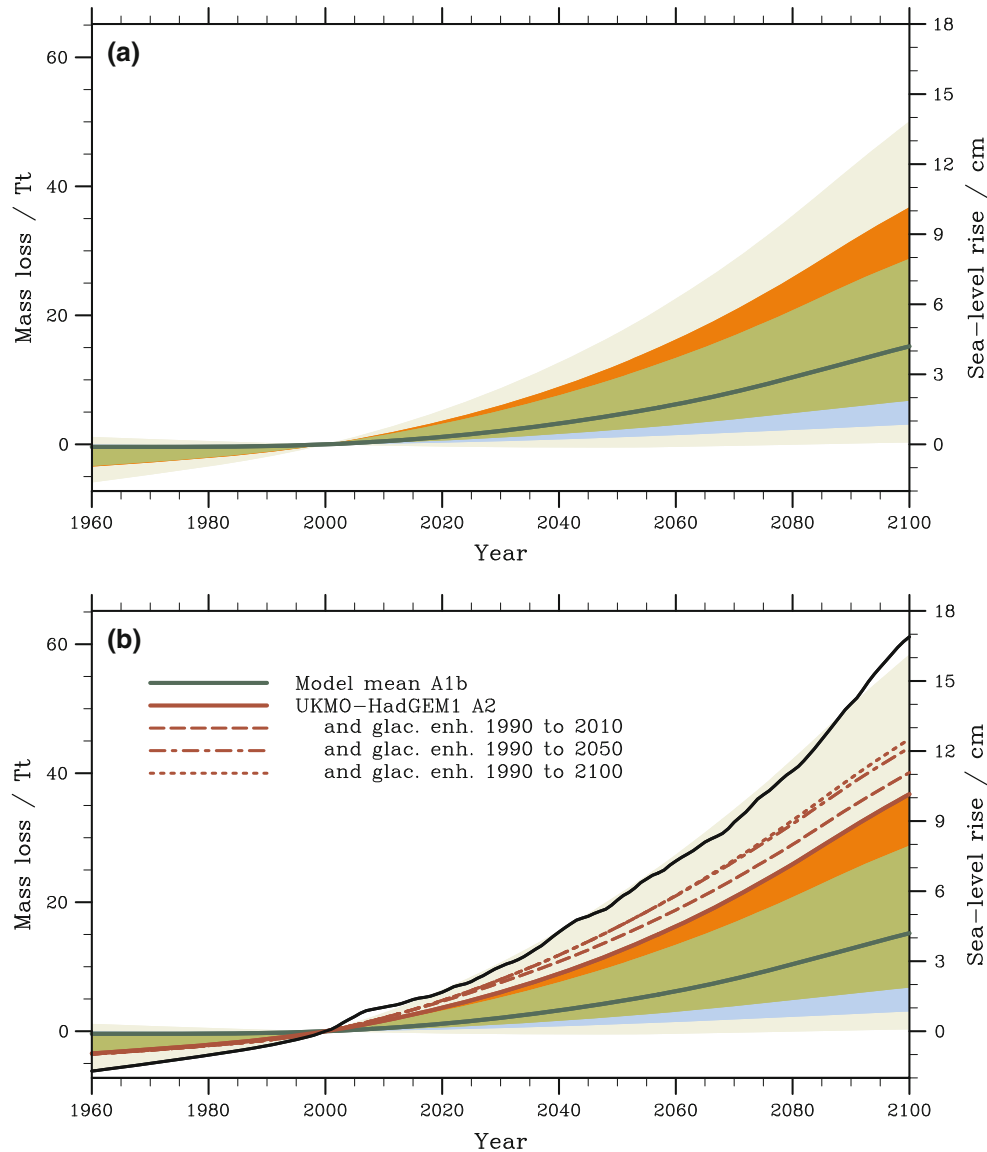 (a)
Mass loss / Tt
60
40
20
0
18
15
12
9
6
3
0
Sea-level rise / cm
1960 1980 2000 2020 2040 2060 2080 2100
Year
(b)
Model mean A1b
UKMO-HadGEM1 A2
and glac. enh. 1990 to 2010
and glac. enh. 1990 to 2050
and glac. enh. 1990 to 2100
Mass loss / Tt
60
40
20
0
18
15
12
9
6
3
0
Sea-level rise / cm
1960 1980 2000 2020 2040 2060 2080 2100
Year